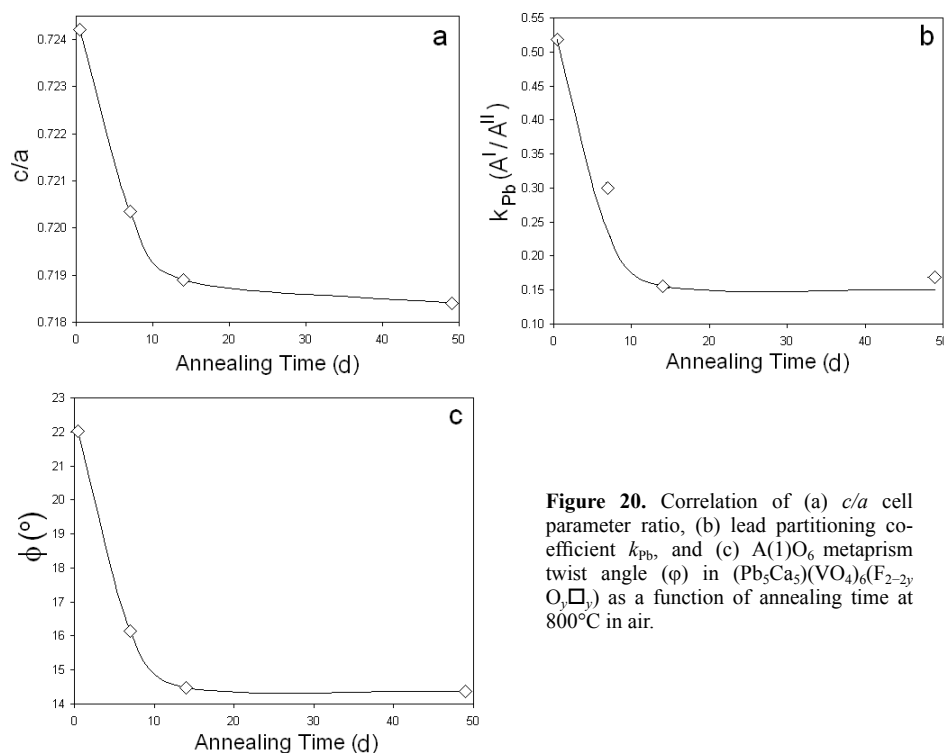 a
0.724
0.723
0.722
0.721
0.720
0.719
0.718
c/a
0 10 20 30 40 50
Annealing Time (d)
b
0.55
0.50
0.45
0.40
0.35
0.30
0.25
0.20
0.15
0.10
k_Pb (A^I/A^II)
0 10 20 30 40 50
Annealing Time (d)
c
23
22
21
20
19
18
17
16
15
14
ϕ (°)
0 10 20 30 40 50
Annealing Time (d)
Figure 20. Correlation of (a) c/a cell
parameter ratio, (b) lead partitioning co-
efficient k_Pb, and (c) A(1)O₆ metaprism
twist angle (φ) in (Pb₅Ca₅)(VO₄)₆(F₂₋₂y
Oy□y) as a function of annealing time at
800°C in air.